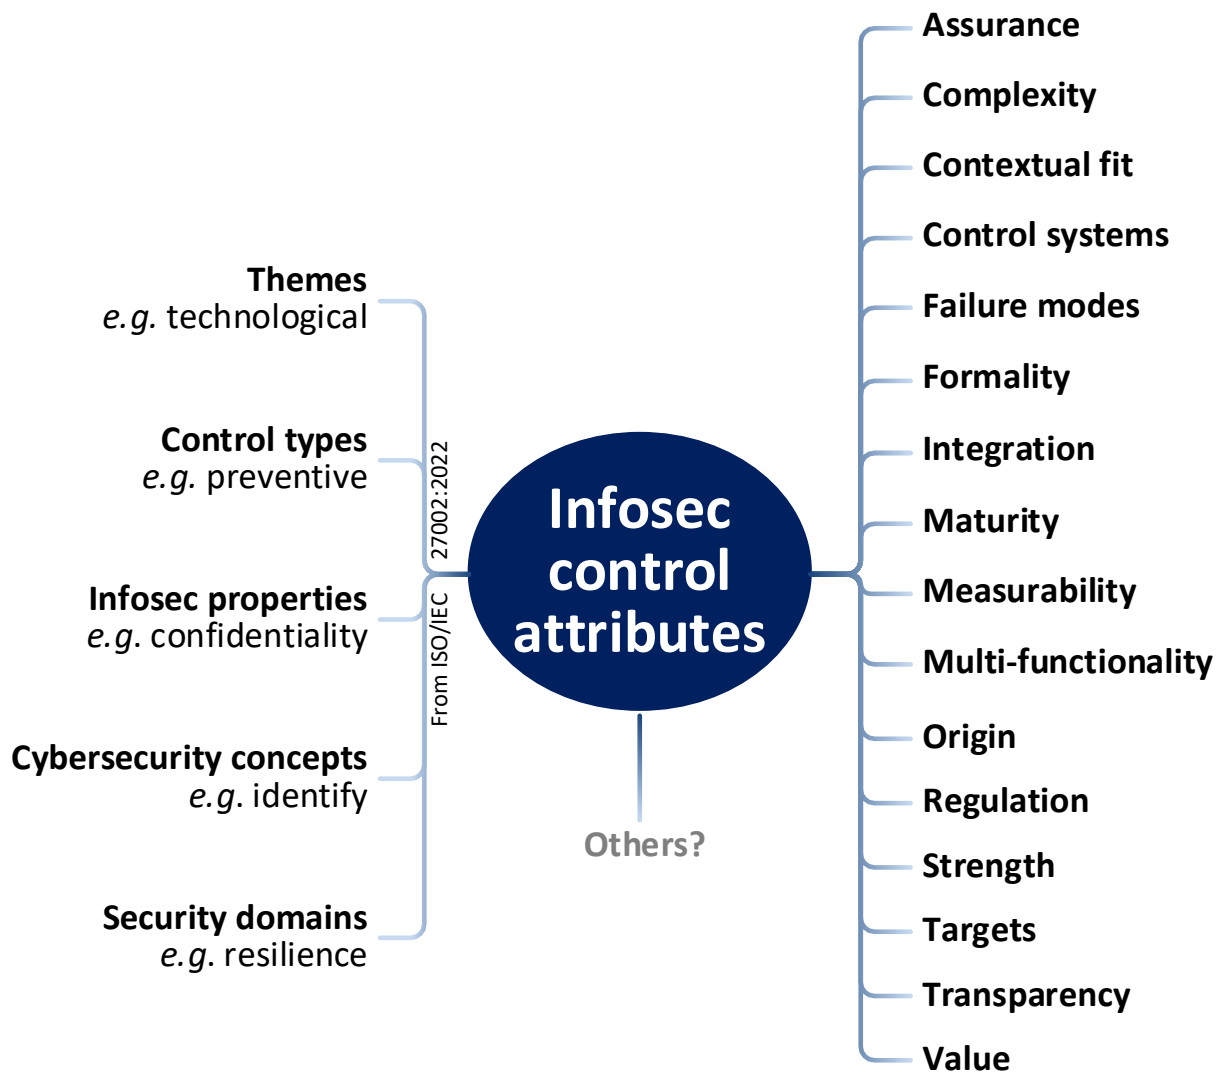 Themes
e.g. technological
Control types
e.g. preventive
Infosec properties
e.g. confidentiality
Cybersecurity concepts
e.g. identify
Security domains
e.g. resilience
From ISO/IEC 27002:2022
Infosec
control
attributes
Others?
Assurance
Complexity
Contextual fit
Control systems
Failure modes
Formality
Integration
Maturity
Measurability
Multi-functionality
Origin
Regulation
Strength
Targets
Transparency
Value